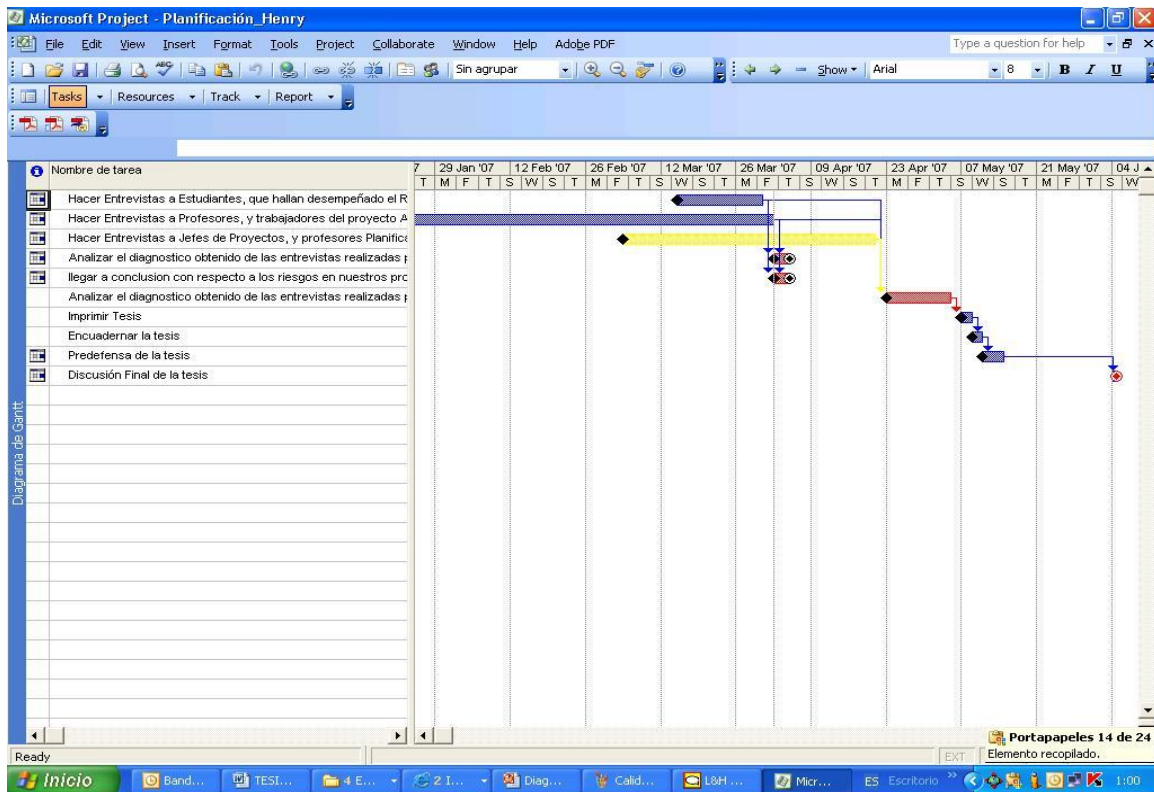 Microsoft Project - Planificación_Henry
File Edit View Insert Format Tools Project Collaborate Window Help Adobe PDF Type a question for help
Sin agrupar Show Arial 8 B I U
Tasks Resources Track Report
Nombre de tarea
7 29 Jan '07 12 Feb '07 26 Feb '07 12 Mar '07 26 Mar '07 09 Apr '07 23 Apr '07 07 May '07 21 May '07 04 J
T M F T S W S T M F T S W S T M F T S W S T M F T S W S T M F T S W
Hacer Entrevistas a Estudiantes, que hallan desempeñado el R
Hacer Entrevistas a Profesores, y trabajadores del proyecto A
Hacer Entrevistas a Jefes de Proyectos, y profesores Planifica
Analizar el diagnostico obtenido de las entrevistas realizadas p
llegar a conclusion con respecto a los riesgos en nuestros pro
Analizar el diagnostico obtenido de las entrevistas realizadas p
Imprimir Tesis
Encuadernar la tesis
Predefensa de la tesis
Discusión Final de la tesis
Diagrama de Gantt
Portapapeles 14 de 24
Elemento recopilado.
Ready EXT
Inicio Band... TESI... 4 E... 2 I... Diag... Calid... L&H ... Micr... ES Escritorio 1:00